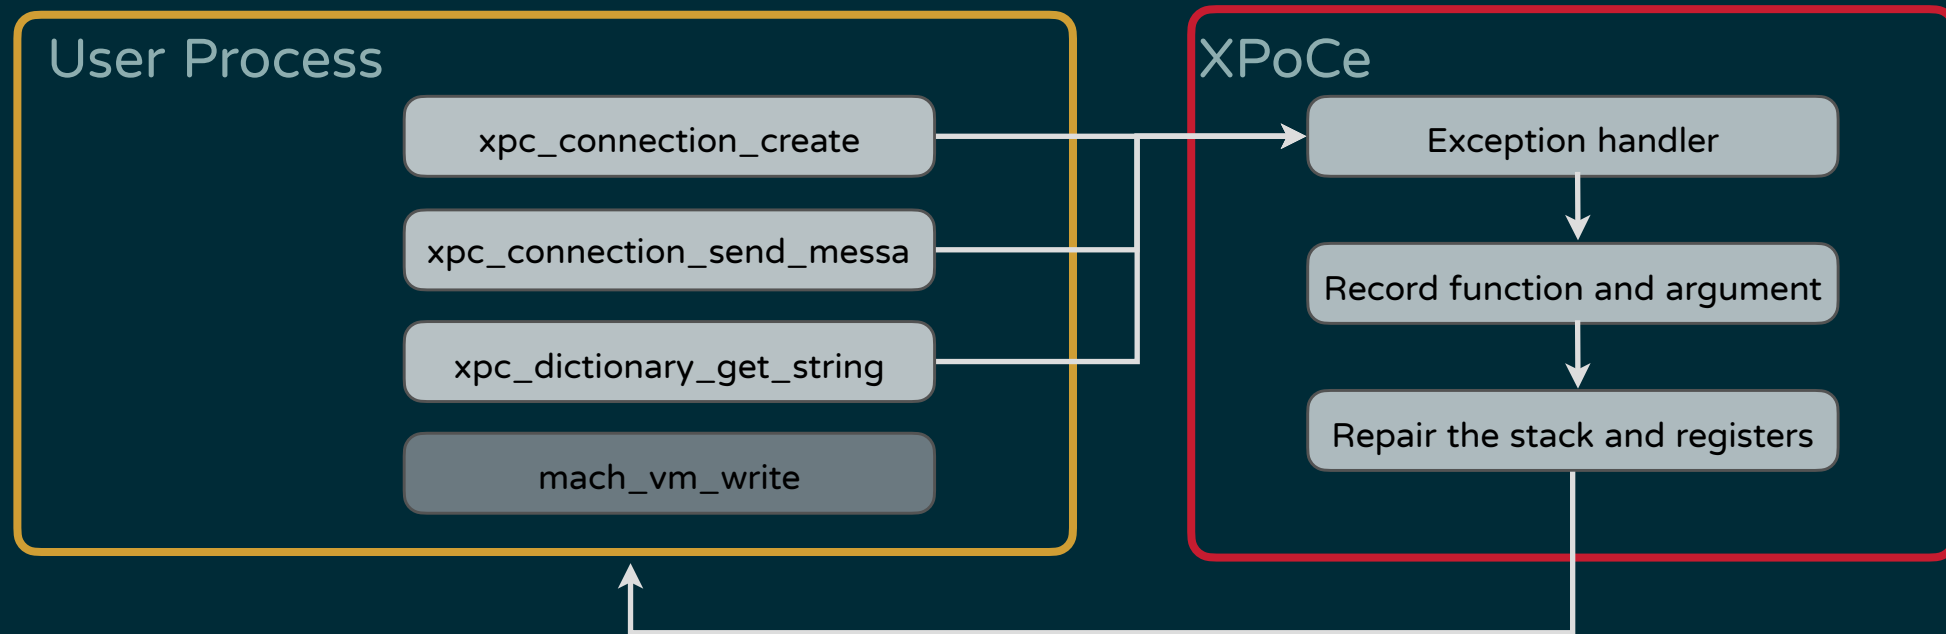 User Process
xpc_connection_create
xpc_connection_send_messa
xpc_dictionary_get_string
mach_vm_write
XPoCe
Exception handler
Record function and argument
Repair the stack and registers